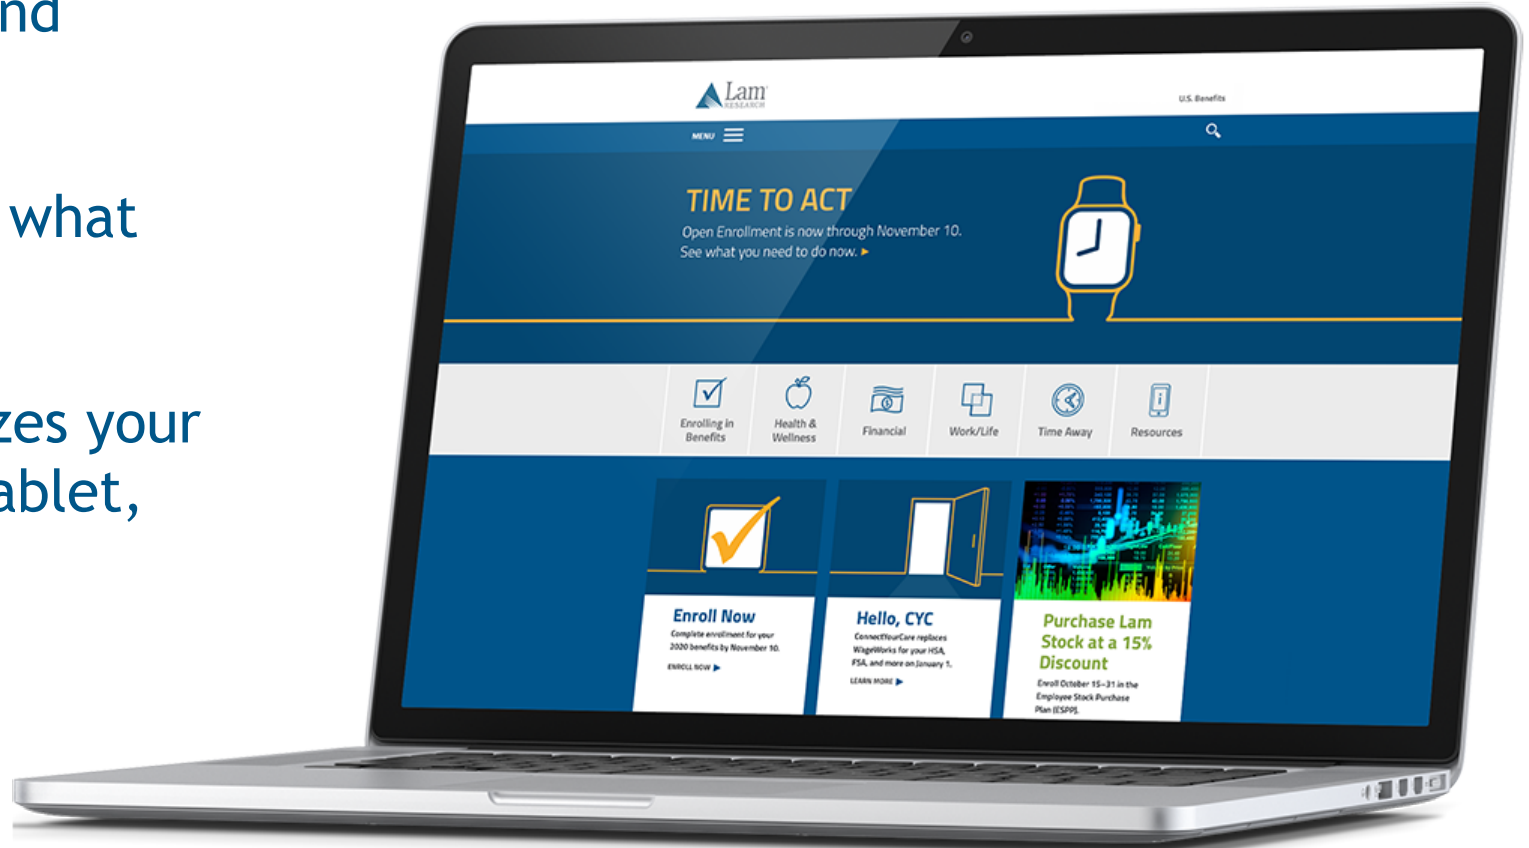 nd
what
zes your
ablet,
Lam
RESEARCH
U.S. Benefits
MENU
TIME TO ACT
Open Enrollment is now through November 10.
See what you need to do now. ►
Enrolling in
Benefits
Health &
Wellness
Financial
Work/Life
Time Away
Resources
Enroll Now
Complete enrollment for your
2020 benefits by November 10.
ENROLL NOW ►
Hello, CYC
ConnectYourCare replaces
WageWorks for your HSA,
FSA, and more on January 1.
LEARN MORE ►
Purchase Lam
Stock at a 15%
Discount
Enroll October 15–31 in the
Employee Stock Purchase
Plan (ESPP).